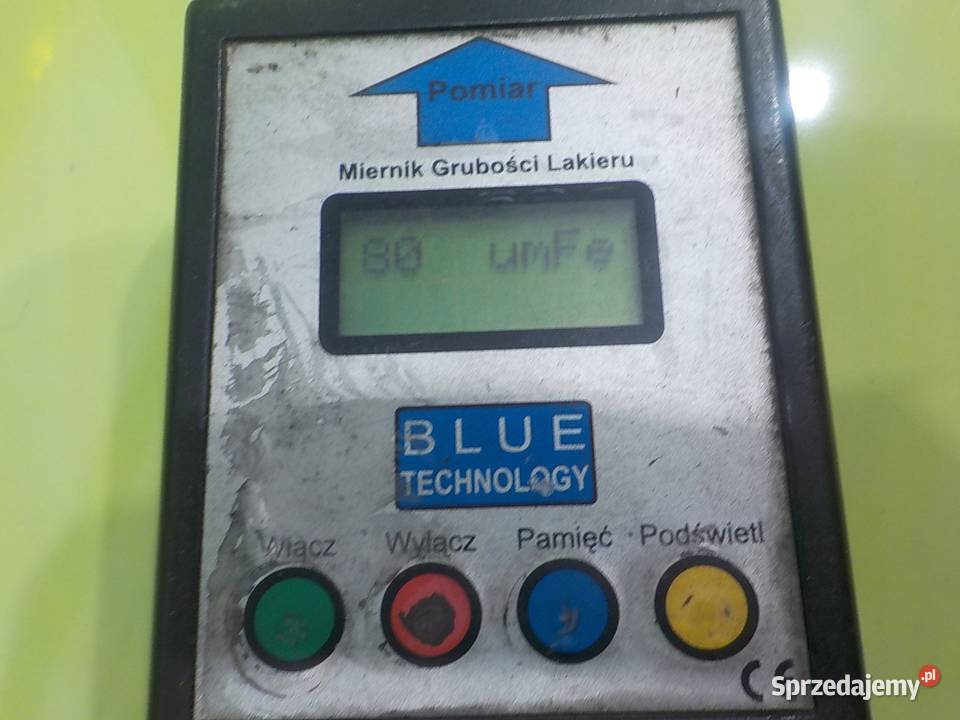 Pomiar
Miernik Grubości Lakieru
80 umFe
BLUE
TECHNOLOGY
Włącz Wyłącz Pamięć Podświetl
CE
Sprzedajemy.pl